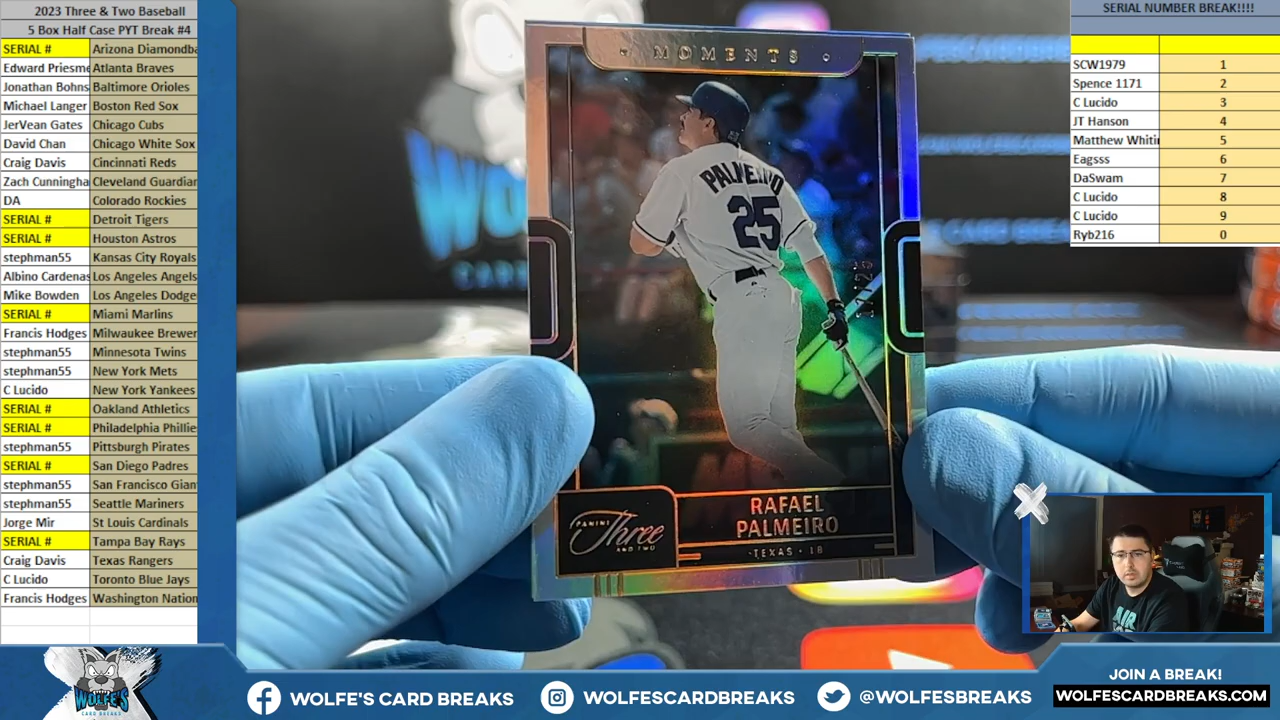 2023 Three & Two Baseball
5 Box Half Case PYT Break #4
SERIAL # Arizona Diamondba
Edward Priesme Atlanta Braves
Jonathan Bohns Baltimore Orioles
Michael Langer Boston Red Sox
JerVean Gates Chicago Cubs
David Chan Chicago White Sox
Craig Davis Cincinnati Reds
Zach Cunningha Cleveland Guardian
DA Colorado Rockies
SERIAL # Detroit Tigers
SERIAL # Houston Astros
stephman55 Kansas City Royals
Albino Cardenas Los Angeles Angels
Mike Bowden Los Angeles Dodge
SERIAL # Miami Marlins
Francis Hodges Milwaukee Brewer
stephman55 Minnesota Twins
stephman55 New York Mets
C Lucido New York Yankees
SERIAL # Oakland Athletics
SERIAL # Philadelphia Phillie
stephman55 Pittsburgh Pirates
SERIAL # San Diego Padres
stephman55 San Francisco Gian
stephman55 Seattle Mariners
Jorge Mir St Louis Cardinals
SERIAL # Tampa Bay Rays
Craig Davis Texas Rangers
C Lucido Toronto Blue Jays
Francis Hodges Washington Nation
MOMENTS
PALMEIRO
25
RAFAEL
PALMEIRO
TEXAS • 1B
PANINI
Three
AND TWO
SERIAL NUMBER BREAK!!!!
SCW1979 1
Spence 1171 2
C Lucido 3
JT Hanson 4
Matthew Whitin 5
Eagsss 6
DaSwam 7
C Lucido 8
C Lucido 9
Ryb216 0
WOLFE'S
CARD BREAKS
WOLFE'S CARD BREAKS
WOLFESCARDBREAKS
@WOLFESBREAKS
JOIN A BREAK!
WOLFESCARDBREAKS.COM